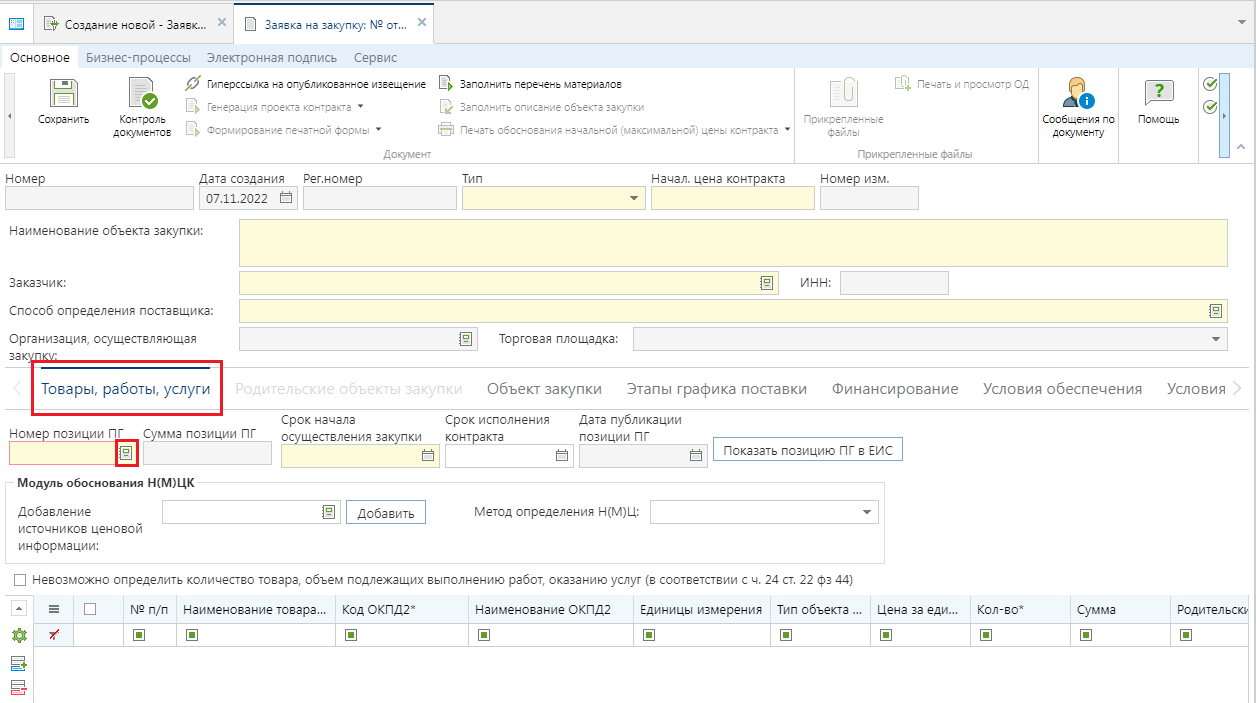 Создание новой - Заявк...
Заявка на закупку: № от...
Основное Бизнес-процессы Электронная подпись Сервис
Сохранить
Контроль документов
Гиперссылка на опубликованное извещение
Генерация проекта контракта
Формирование печатной формы
Заполнить перечень материалов
Заполнить описание объекта закупки
Печать обоснования начальной (максимальной) цены контракта
Документ
Прикрепленные файлы
Печать и просмотр ОД
Прикрепленные файлы
Сообщения по документу
Помощь
Номер Дата создания Рег.номер Тип Начал. цена контракта Номер изм.
07.11.2022
Наименование объекта закупки:
Заказчик: ИНН:
Способ определения поставщика:
Организация, осуществляющая закупку: Торговая площадка:
Товары, работы, услуги Родительские объекты закупки Объект закупки Этапы графика поставки Финансирование Условия обеспечения Условия
Номер позиции ПГ Сумма позиции ПГ
Срок начала осуществления закупки
Срок исполнения контракта
Дата публикации позиции ПГ
Показать позицию ПГ в ЕИС
Модуль обоснования Н(М)ЦК
Добавление источников ценовой информации:
Добавить
Метод определения Н(М)Ц:
Невозможно определить количество товара, объем подлежащих выполнению работ, оказанию услуг (в соответствии с ч. 24 ст. 22 фз 44)
№ п/п Наименование товара... Код ОКПД2* Наименование ОКПД2 Единицы измерения Тип объекта ... Цена за еди... Кол-во* Сумма Родительски